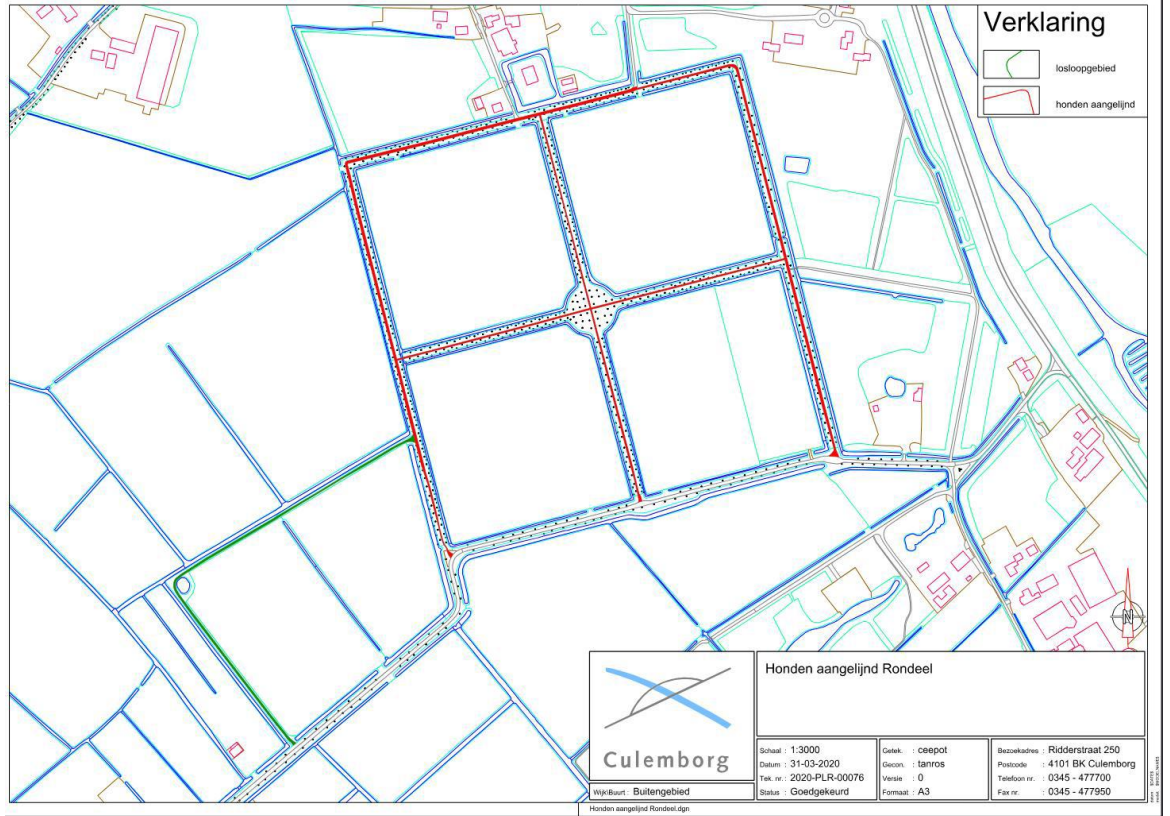 Verklaring
losloopgebied
honden aangelijnd
N
Honden aangelijnd Rondeel
Culemborg
Wijk\Buurt : Buitengebied
Schaal : 1:3000
Datum : 31-03-2020
Tek. nr. : 2020-PLR-00076
Status : Goedgekeurd
Getek. : ceepot
Gecon. : tanros
Versie : 0
Formaat : A3
Bezoekadres : Ridderstraat 250
Postcode : 4101 BK Culemborg
Telefoon nr. : 0345 - 477700
Fax nr. : 0345 - 477950
Honden aangelijnd Rondeel.dgn